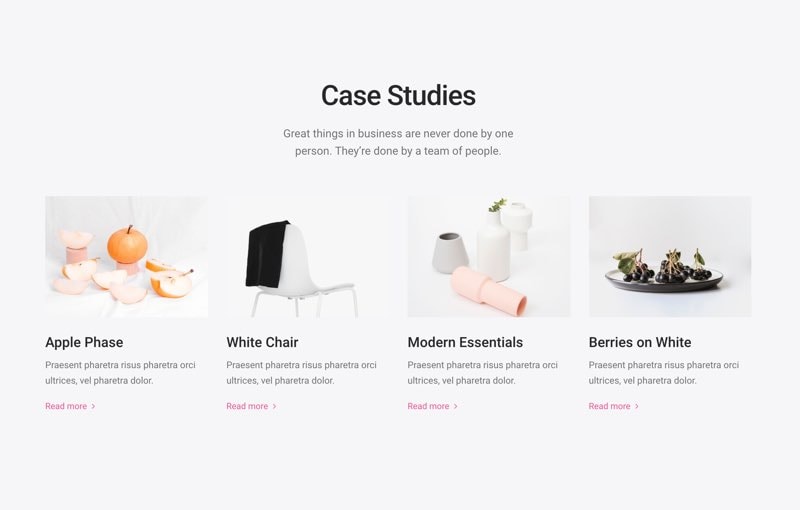 Case Studies
Great things in business are never done by one
person. They’re done by a team of people.
Apple Phase
Praesent pharetra risus pharetra orci
ultrices, vel pharetra dolor.
Read more
White Chair
Praesent pharetra risus pharetra orci
ultrices, vel pharetra dolor.
Read more
Modern Essentials
Praesent pharetra risus pharetra orci
ultrices, vel pharetra dolor.
Read more
Berries on White
Praesent pharetra risus pharetra orci
ultrices, vel pharetra dolor.
Read more